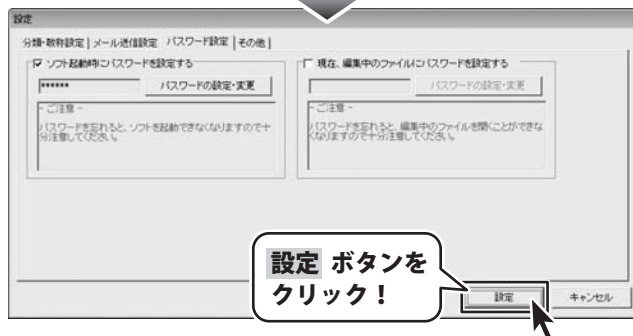 設定
分類・敬称設定 メール送信設定 パスワード設定 その他
ソフト起動時にパスワードを設定する
****** パスワードの設定・変更
- ご注意 -
パスワードを忘れると、ソフトを起動できなくなりますので十
分注意してください。
現在、編集中のファイルにパスワードを設定する
パスワードの設定・変更
- ご注意 -
パスワードを忘れると、編集中のファイルを開くことができな
くなりますので十分注意してください。
設定 ボタンを
クリック！
設定 キャンセル